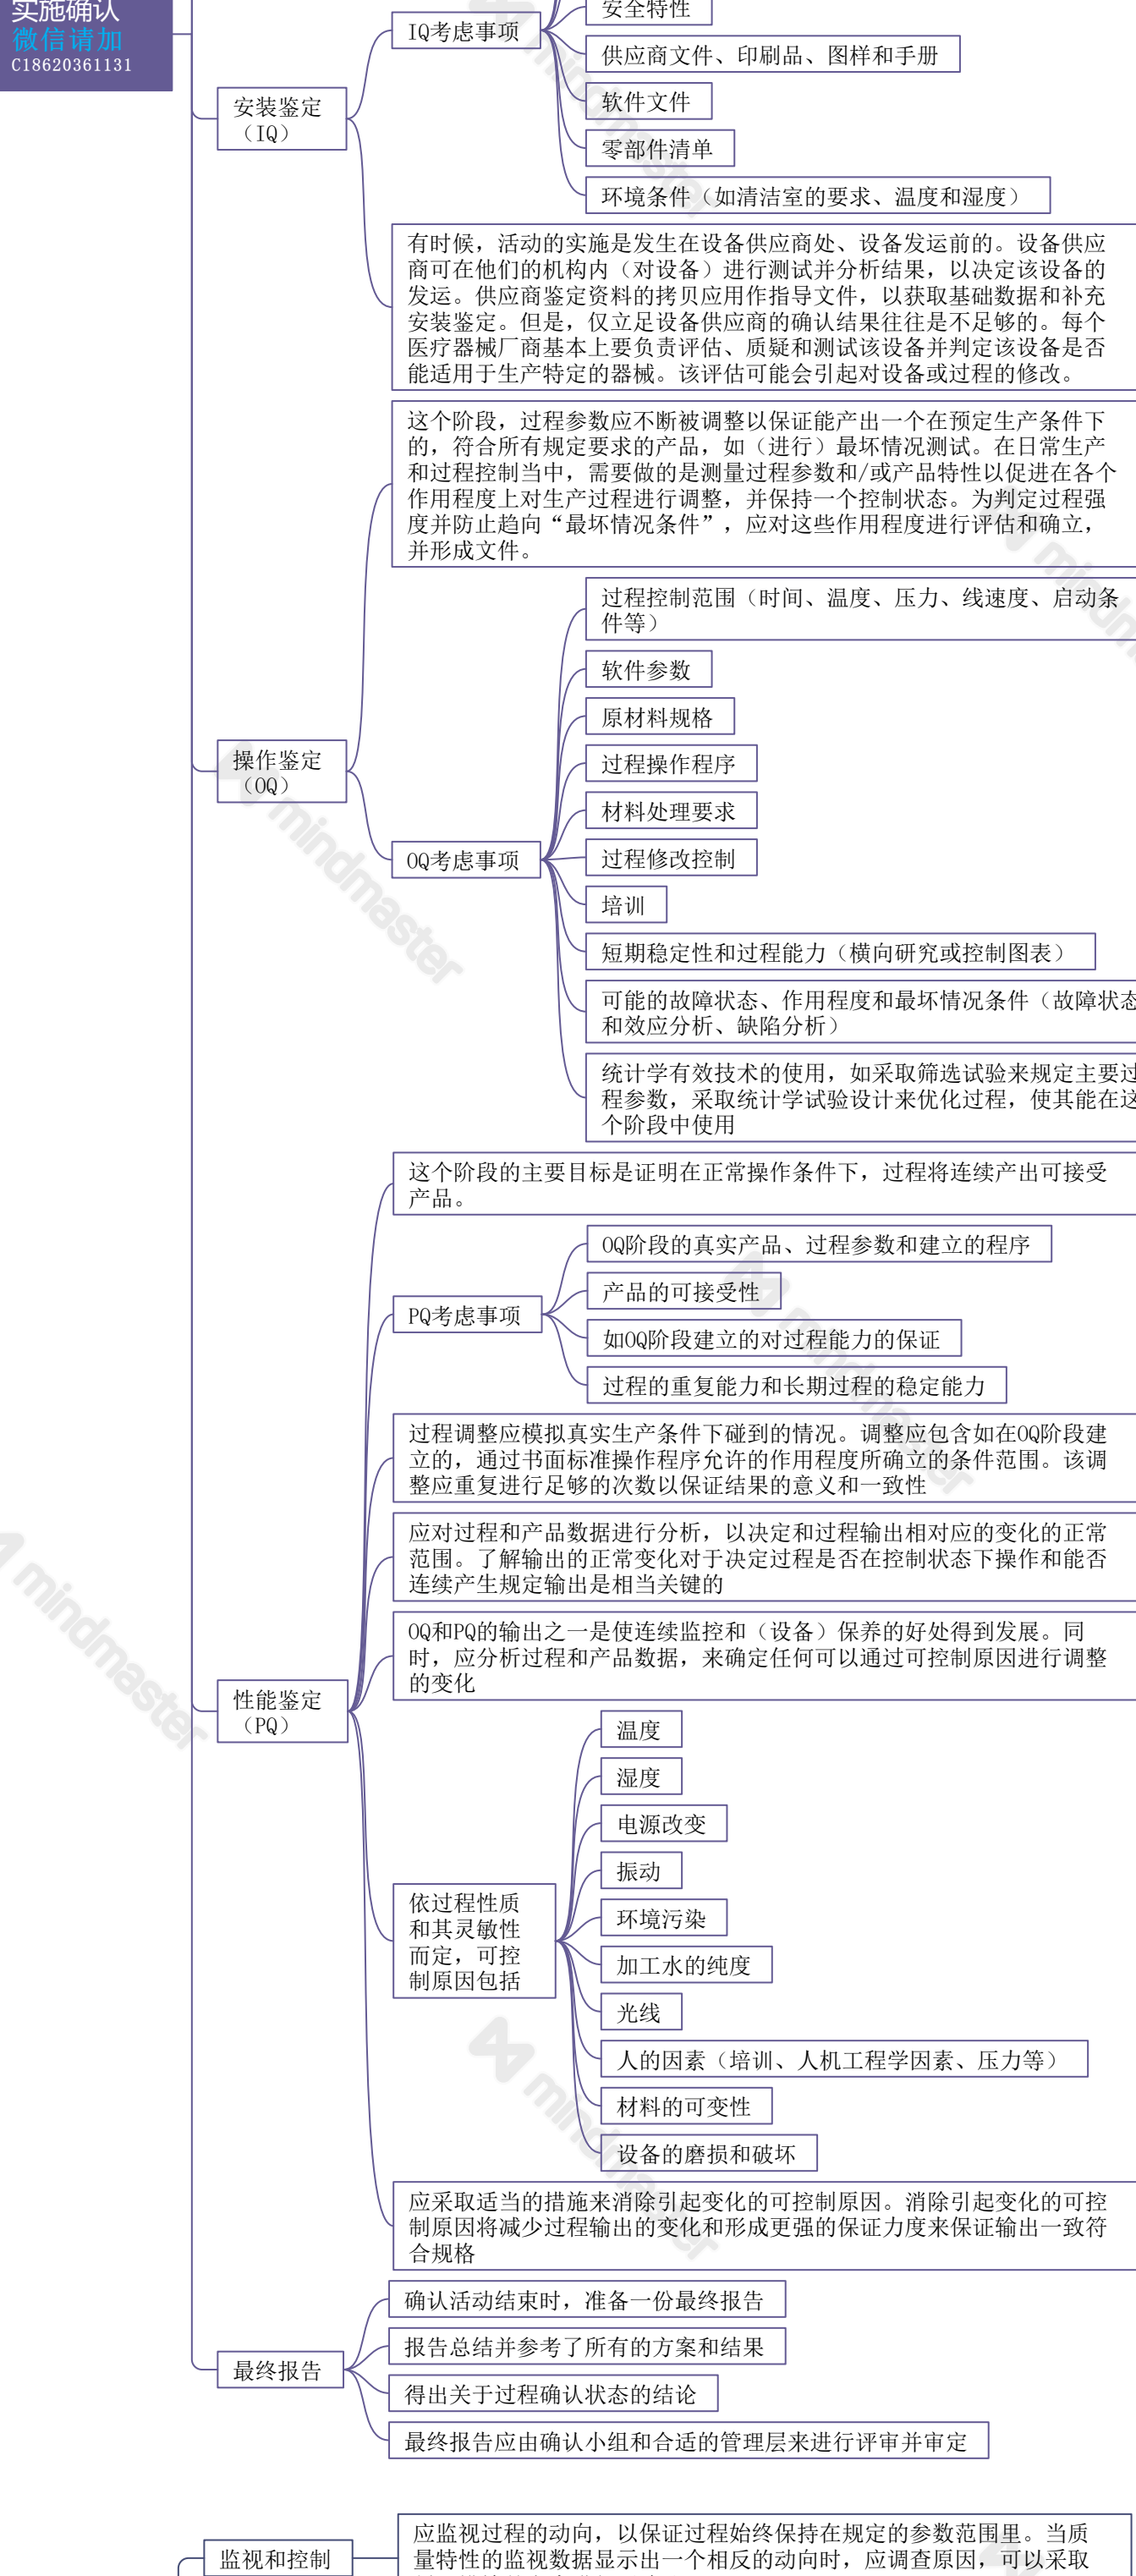 实施确认
微信请加
C18620361131
安装鉴定
（IQ）
IQ考虑事项
安全特性
供应商文件、印刷品、图样和手册
软件文件
零部件清单
环境条件（如清洁室的要求、温度和湿度）
有时候，活动的实施是发生在设备供应商处、设备发运前的。设备供应
商可在他们的机构内（对设备）进行测试并分析结果，以决定该设备的
发运。供应商鉴定资料的拷贝应用作指导文件，以获取基础数据和补充
安装鉴定。但是，仅立足设备供应商的确认结果往往是不足够的。每个
医疗器械厂商基本上要负责评估、质疑和测试该设备并判定该设备是否
能适用于生产特定的器械。该评估可能会引起对设备或过程的修改。
操作鉴定
（OQ）
这个阶段，过程参数应不断被调整以保证能产出一个在预定生产条件下
的，符合所有规定要求的产品，如（进行）最坏情况测试。在日常生产
和过程控制当中，需要做的是测量过程参数和/或产品特性以促进在各个
作用程度上对生产过程进行调整，并保持一个控制状态。为判定过程强
度并防止趋向“最坏情况条件”，应对这些作用程度进行评估和确立，
并形成文件。
OQ考虑事项
过程控制范围（时间、温度、压力、线速度、启动条
件等）
软件参数
原材料规格
过程操作程序
材料处理要求
过程修改控制
培训
短期稳定性和过程能力（横向研究或控制图表）
可能的故障状态、作用程度和最坏情况条件（故障状态
和效应分析、缺陷分析）
统计学有效技术的使用，如采取筛选试验来规定主要过
程参数，采取统计学试验设计来优化过程，使其能在这
个阶段中使用
性能鉴定
（PQ）
这个阶段的主要目标是证明在正常操作条件下，过程将连续产出可接受
产品。
PQ考虑事项
OQ阶段的真实产品、过程参数和建立的程序
产品的可接受性
如OQ阶段建立的对过程能力的保证
过程的重复能力和长期过程的稳定能力
过程调整应模拟真实生产条件下碰到的情况。调整应包含如在OQ阶段建
立的，通过书面标准操作程序允许的作用程度所确立的条件范围。该调
整应重复进行足够的次数以保证结果的意义和一致性
应对过程和产品数据进行分析，以决定和过程输出相对应的变化的正常
范围。了解输出的正常变化对于决定过程是否在控制状态下操作和能否
连续产生规定输出是相当关键的
OQ和PQ的输出之一是使连续监控和（设备）保养的好处得到发展。同
时，应分析过程和产品数据，来确定任何可以通过可控制原因进行调整
的变化
依过程性质
和其灵敏性
而定，可控
制原因包括
温度
湿度
电源改变
振动
环境污染
加工水的纯度
光线
人的因素（培训、人机工程学因素、压力等）
材料的可变性
设备的磨损和破坏
应采取适当的措施来消除引起变化的可控制原因。消除引起变化的可控
制原因将减少过程输出的变化和形成更强的保证力度来保证输出一致符
合规格
最终报告
确认活动结束时，准备一份最终报告
报告总结并参考了所有的方案和结果
得出关于过程确认状态的结论
最终报告应由确认小组和合适的管理层来进行评审并审定
监视和控制
应监视过程的动向，以保证过程始终保持在规定的参数范围里。当质
量特性的监视数据显示出一个相反的动向时，应调查原因，可以采取
mindmaster
mindmaster
mindmaster
mindmaster
mindmaster